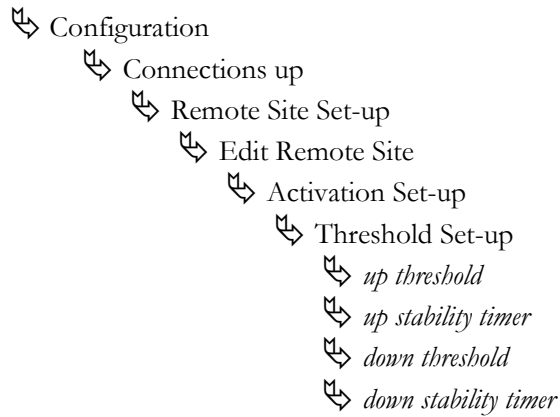 Configuration
Connections up
Remote Site Set-up
Edit Remote Site
Activation Set-up
Threshold Set-up
up threshold
up stability timer
down threshold
down stability timer